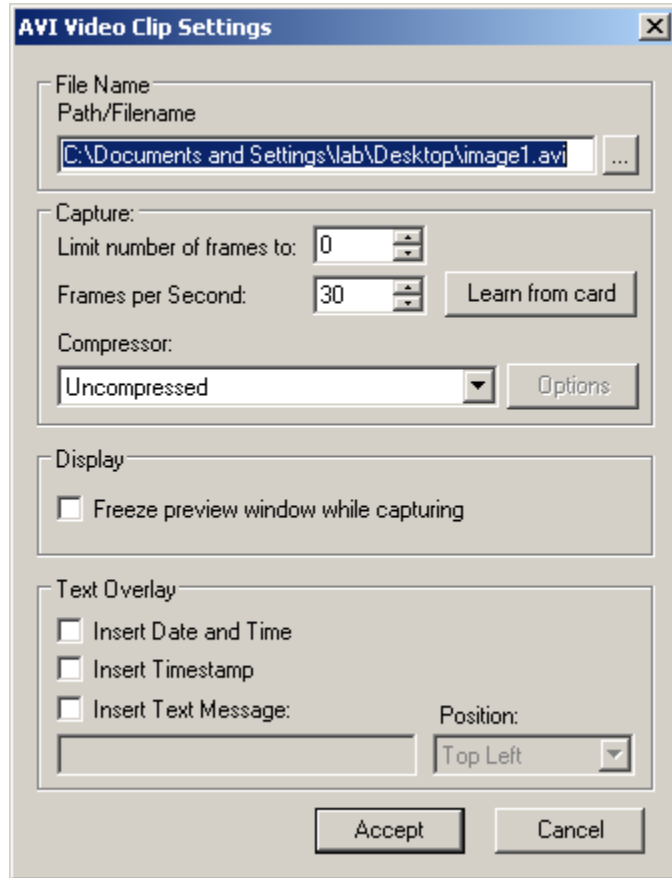 AVI Video Clip Settings
File Name
Path/Filename
C:\Documents and Settings\lab\Desktop\image1.avi ...
Capture:
Limit number of frames to: 0
Frames per Second: 30 Learn from card
Compressor:
Uncompressed Options
Display
Freeze preview window while capturing
Text Overlay
Insert Date and Time
Insert Timestamp
Insert Text Message: Position:
Top Left
Accept Cancel